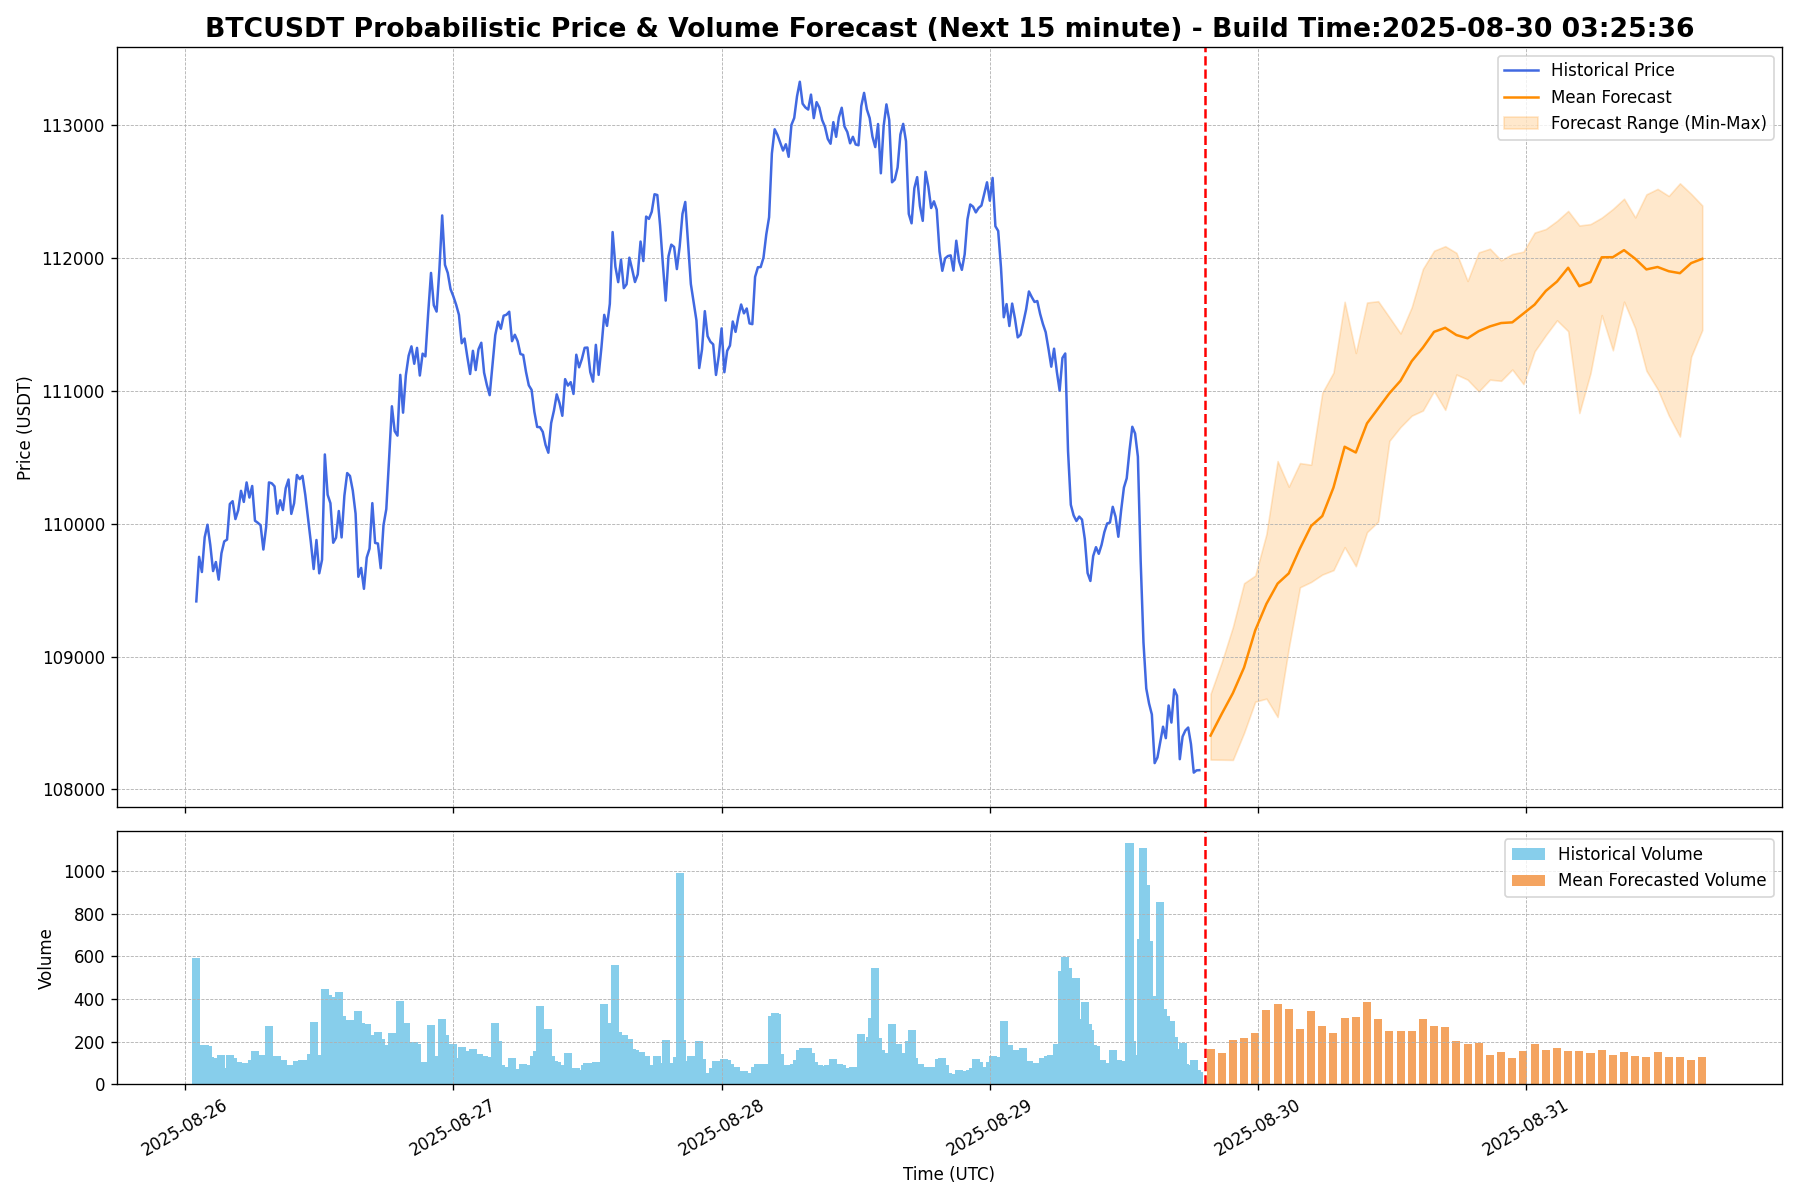 BTCUSDT Probabilistic Price & Volume Forecast (Next 15 minute) - Build Time:2025-08-30 03:25:36
Historical Price
Mean Forecast
Forecast Range (Min-Max)
113000
112000
111000
110000
109000
108000
Price (USDT)
Historical Volume
Mean Forecasted Volume
1000
800
600
400
200
0
Volume
2025-08-26
2025-08-27
2025-08-28
2025-08-29
2025-08-30
2025-08-31
Time (UTC)